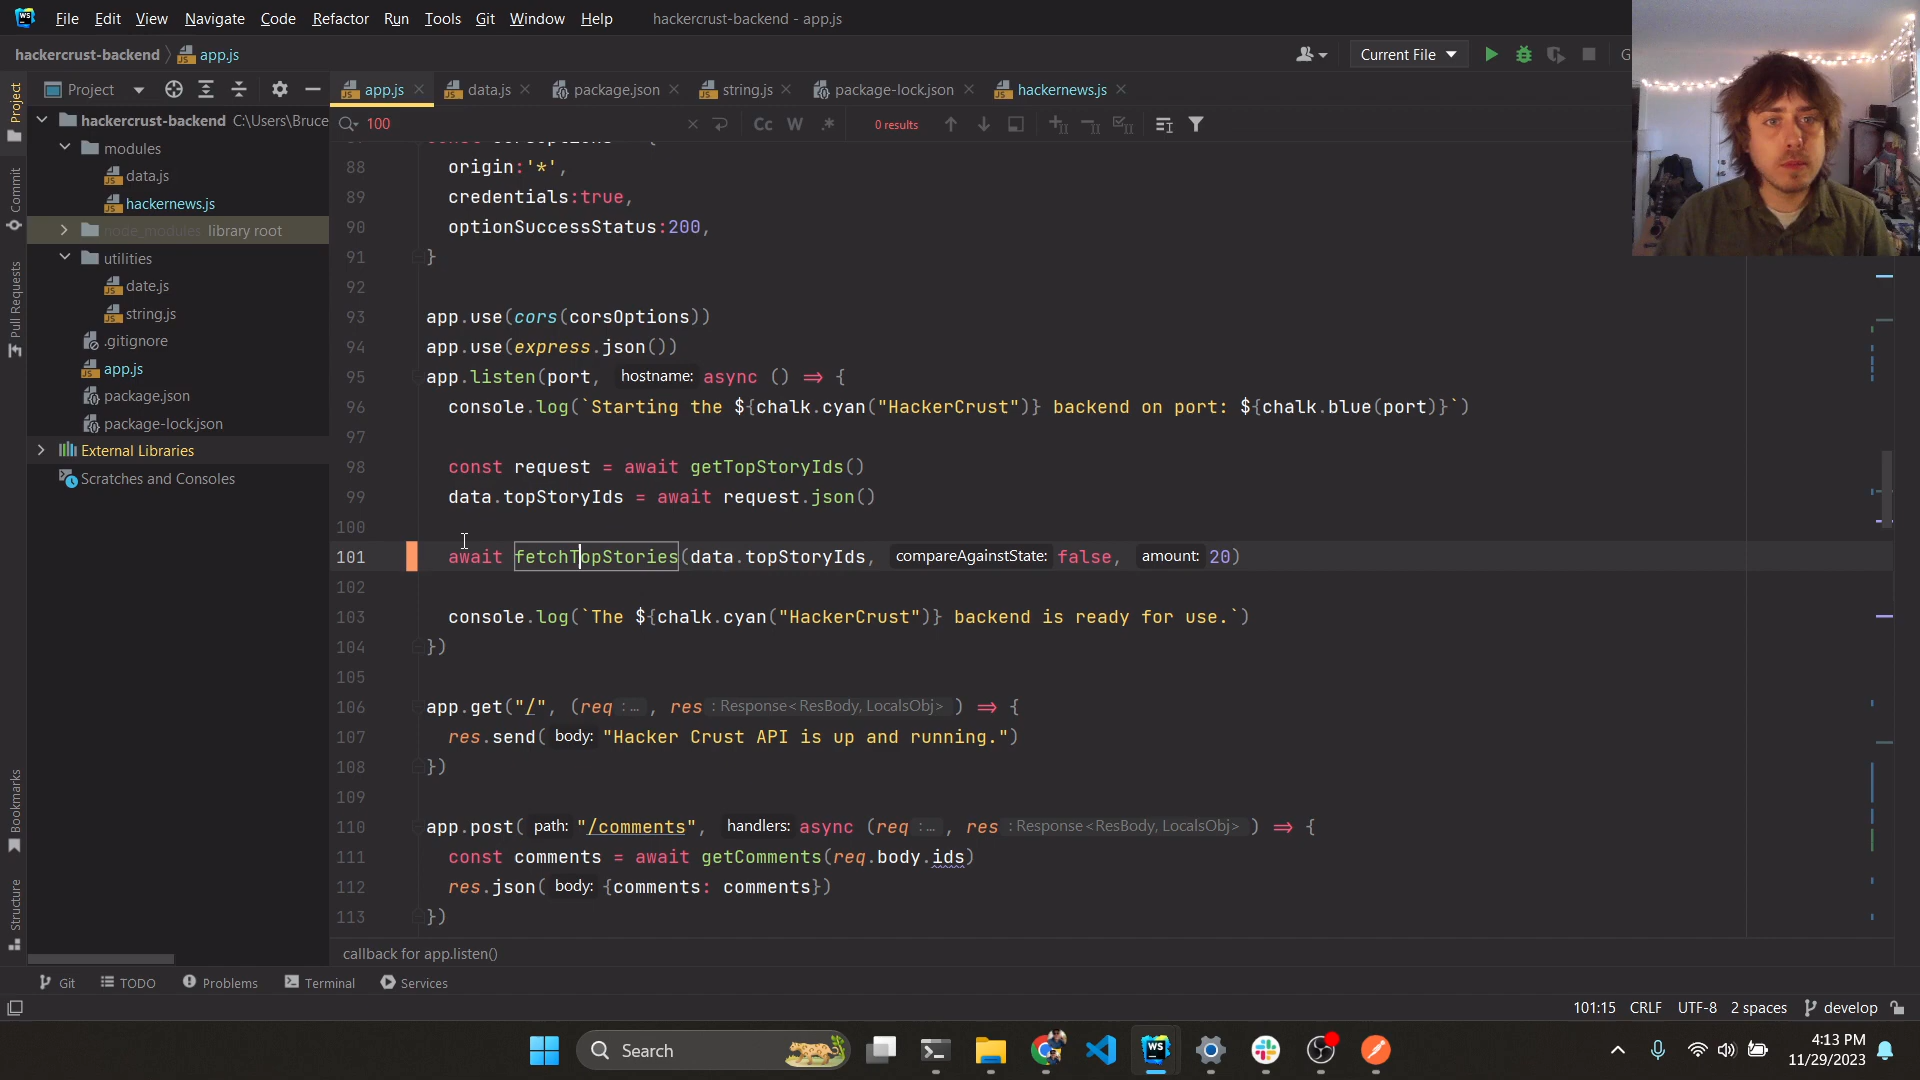 WS File Edit View Navigate Code Refactor Run Tools Git Window Help hackercrust-backend - app.js
hackercrust-backend app.js Current File G
Project app.js data.js package.json string.js package-lock.json hackernews.js
100 Cc W .* 0 results
hackercrust-backend C:\Users\Bruce
modules
data.js
hackernews.js
node_modules library root
utilities
date.js
string.js
.gitignore
app.js
package.json
package-lock.json
External Libraries
Scratches and Consoles
Project
Commit
Pull Requests
Bookmarks
Structure
88 origin:'*',
89 credentials:true,
90 optionSuccessStatus:200,
91 }
92
93 app.use(cors(corsOptions))
94 app.use(express.json())
95 app.listen(port, hostname: async () => {
96 console.log(`Starting the ${chalk.cyan("HackerCrust")} backend on port: ${chalk.blue(port)}`)
97
98 const request = await getTopStoryIds()
99 data.topStoryIds = await request.json()
100
101 await fetchTopStories(data.topStoryIds, compareAgainstState: false, amount: 20)
102
103 console.log(`The ${chalk.cyan("HackerCrust")} backend is ready for use.`)
104 })
105
106 app.get("/", (req : ... , res : Response<ResBody, LocalsObj> ) => {
107 res.send( body: "Hacker Crust API is up and running.")
108 })
109
110 app.post( path: "/comments", handlers: async (req : ... , res : Response<ResBody, LocalsObj> ) => {
111 const comments = await getComments(req.body.ids)
112 res.json( body: {comments: comments})
113 })
callback for app.listen()
Git TODO Problems Terminal Services
101:15 CRLF UTF-8 2 spaces develop
Search WS 4:13 PM
11/29/2023